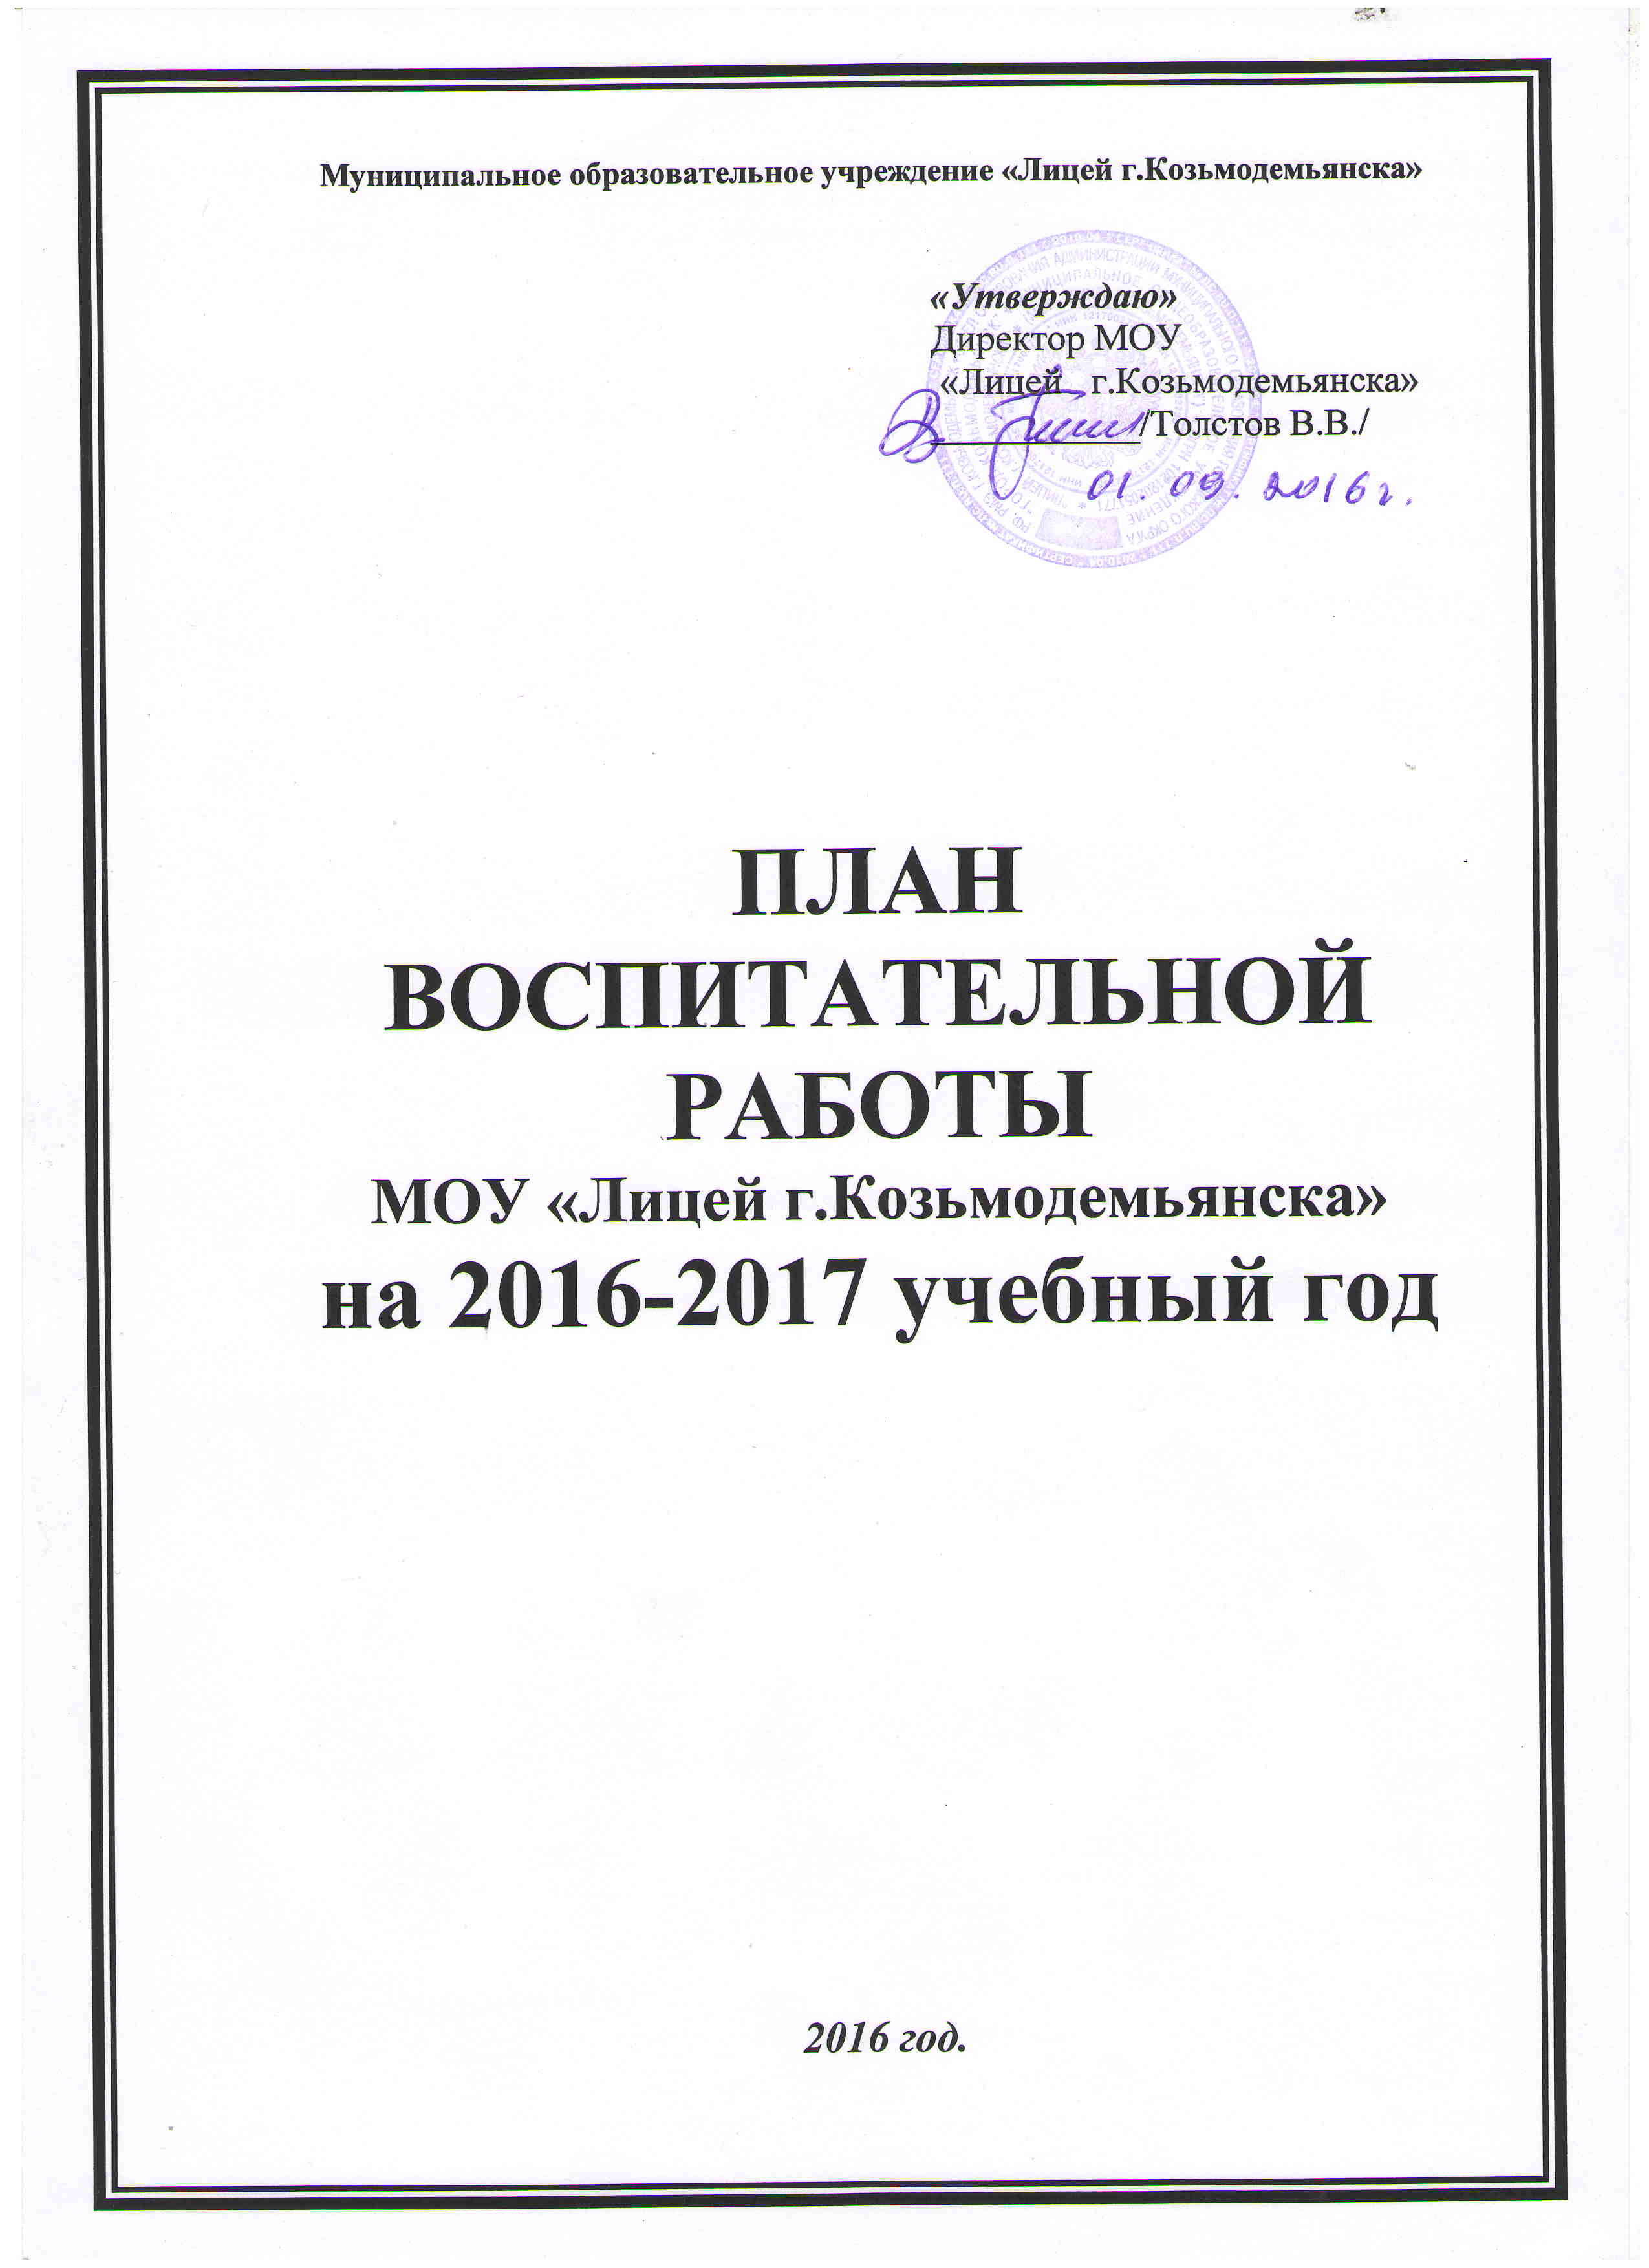 Муниципальное образовательное учреждение «Лицей г.Козьмодемьянска»
«Утверждаю»
Директор МОУ
«Лицей г.Козьмодемьянска»
/Толстов В.В./
01.09.2016г.
ПЛАН
ВОСПИТАТЕЛЬНОЙ
РАБОТЫ
МОУ «Лицей г.Козьмодемьянска»
на 2016-2017 учебный год
2016 год.